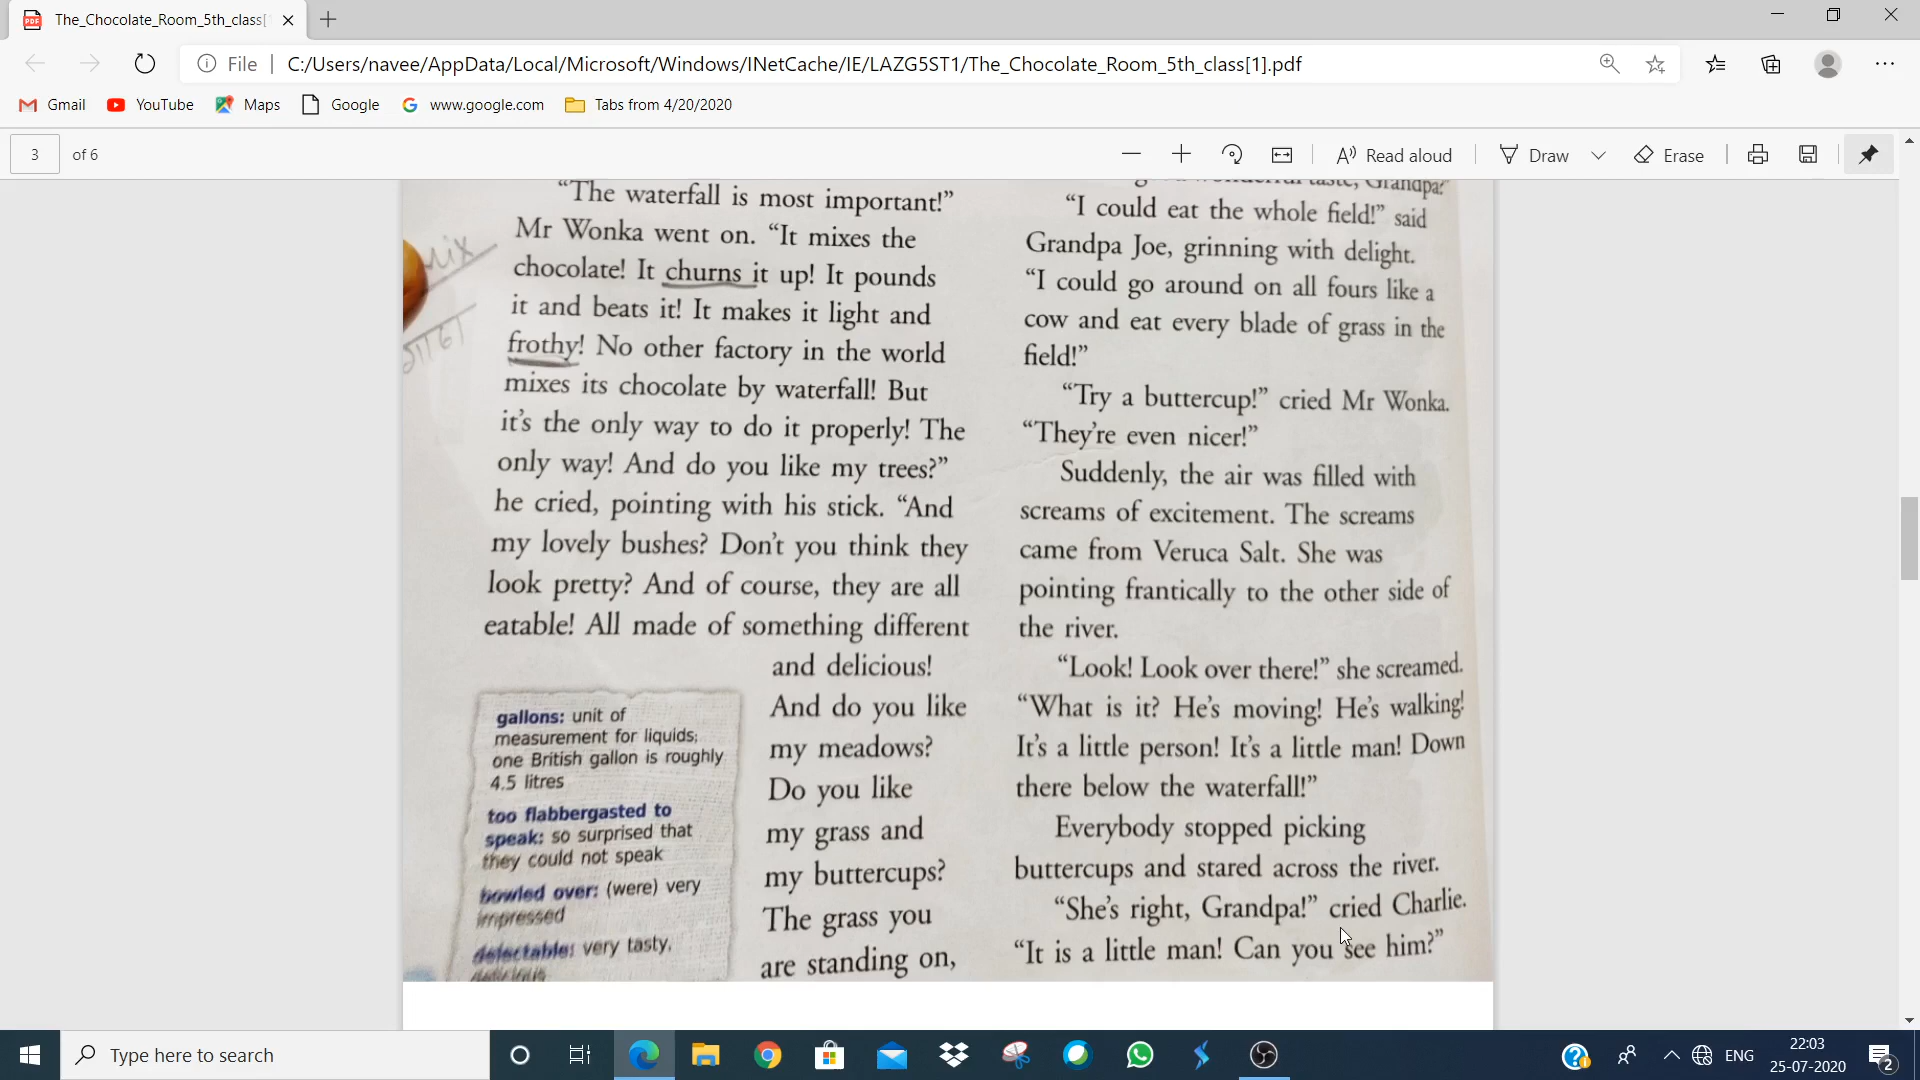 The_Chocolate_Room_5th_class[
File
C:/Users/navee/AppData/Local/Microsoft/Windows/INetCache/IE/LAZG5ST1/The_Chocolate_Room_5th_class[1].pdf
Gmail YouTube Maps Google www.google.com Tabs from 4/20/2020
3 of 6 Read aloud Draw Erase
“The waterfall is most important!”
Mr Wonka went on. “It mixes the
chocolate! It churns it up! It pounds
it and beats it! It makes it light and
frothy! No other factory in the world
mixes its chocolate by waterfall! But
it’s the only way to do it properly! The
only way! And do you like my trees?”
he cried, pointing with his stick. “And
my lovely bushes? Don’t you think they
look pretty? And of course, they are all
eatable! All made of something different
and delicious!
And do you like
my meadows?
Do you like
my grass and
my buttercups?
The grass you
are standing on,
gallons: unit of
measurement for liquids;
one British gallon is roughly
4.5 litres
too flabbergasted to
speak: so surprised that
they could not speak
bowled over: (were) very
impressed
delectable: very tasty,
taste, Grandpa?”
“I could eat the whole field!” said
Grandpa Joe, grinning with delight.
“I could go around on all fours like a
cow and eat every blade of grass in the
field!”
“Try a buttercup!” cried Mr Wonka.
“They’re even nicer!”
Suddenly, the air was filled with
screams of excitement. The screams
came from Veruca Salt. She was
pointing frantically to the other side of
the river.
“Look! Look over there!” she screamed.
“What is it? He’s moving! He’s walking!
It’s a little person! It’s a little man! Down
there below the waterfall!”
Everybody stopped picking
buttercups and stared across the river.
“She’s right, Grandpa!” cried Charlie.
“It is a little man! Can you see him?”
Type here to search
ENG
22:03
25-07-2020
2